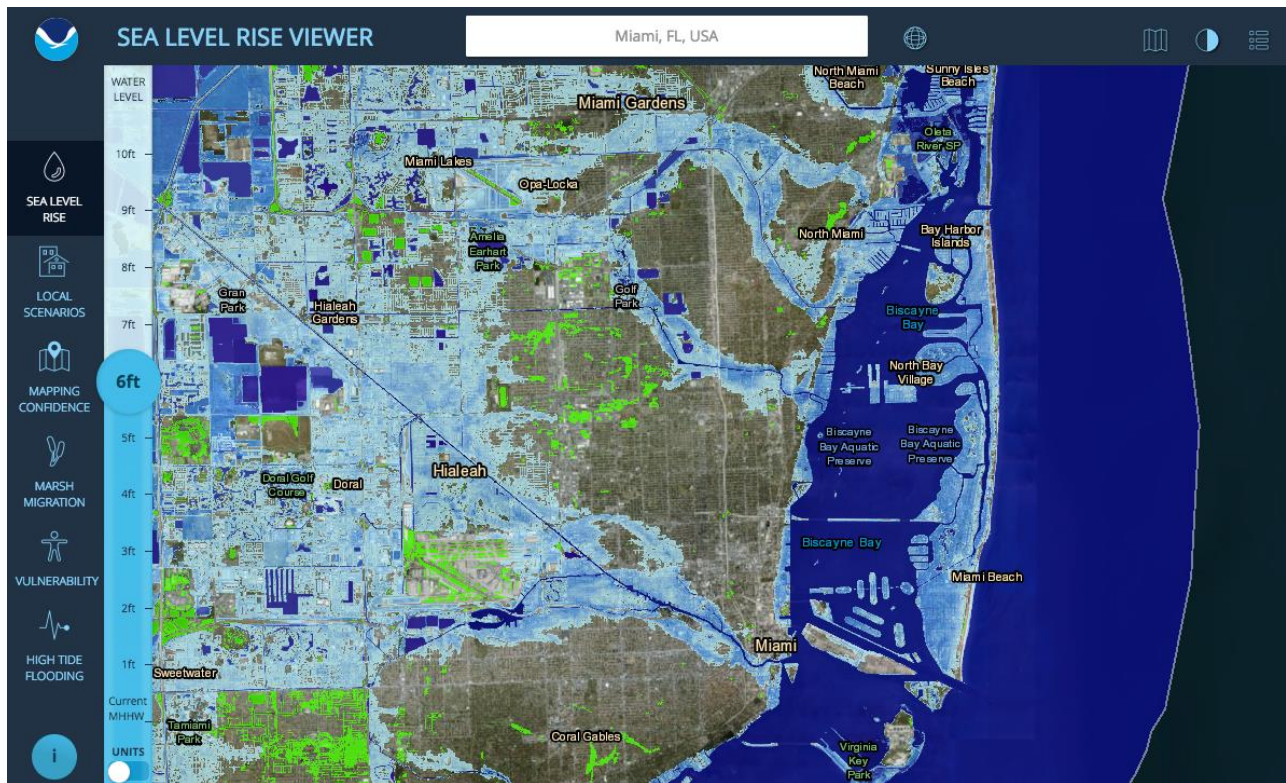 SEA LEVEL RISE VIEWER
Miami, FL, USA
WATER
LEVEL
10ft
9ft
8ft
7ft
6ft
5ft
4ft
3ft
2ft
1ft
Current
MHHW
UNITS
SEA LEVEL
RISE
LOCAL
SCENARIOS
MAPPING
CONFIDENCE
MARSH
MIGRATION
VULNERABILITY
HIGH TIDE
FLOODING
i
North Miami
Beach
Sunny Isles
Beach
Miami Gardens
Oleta
River SP
Miami Lakes
Opa-Locka
Amelia
Earhart
Park
North Miami
Bay Harbor
Islands
Gran
Park
Hialeah
Gardens
Golf
Park
Biscayne
Bay
North Bay
Village
Biscayne
Bay Aquatic
Preserve
Biscayne
Bay Aquatic
Preserve
Hialeah
Doral Golf
Course
Doral
Biscayne Bay
Miami Beach
Miami
Sweetwater
Tamiami
Park
Coral Gables
Virginia
Key
Park